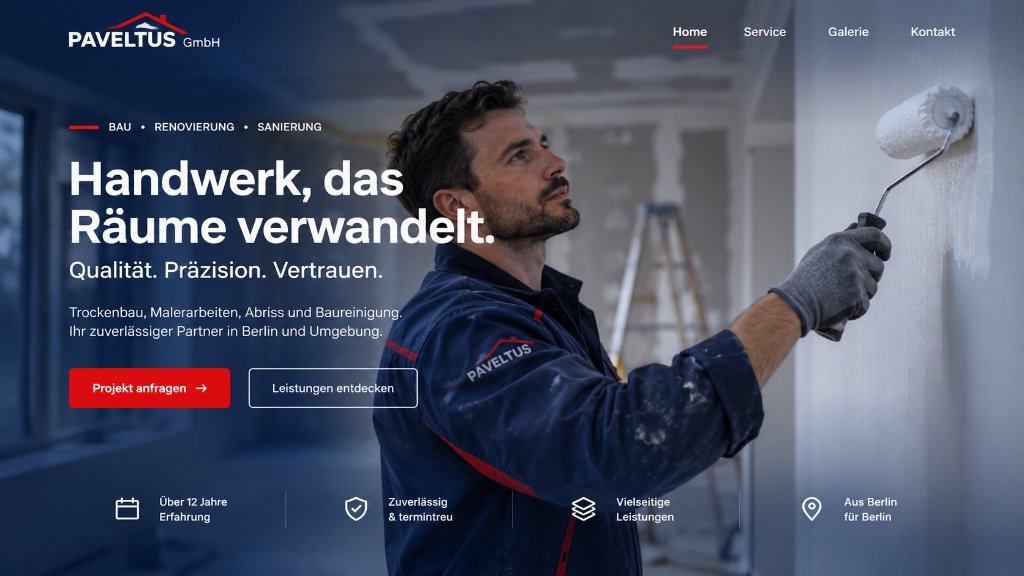 PAVELTUS GmbH
Home
Service
Galerie
Kontakt
BAU • RENOVIERUNG • SANIERUNG
Handwerk, das
Räume verwandelt.
Qualität. Präzision. Vertrauen.
Trockenbau, Malerarbeiten, Abriss und Baureinigung.
Ihr zuverlässiger Partner in Berlin und Umgebung.
Projekt anfragen →
Leistungen entdecken
PAVELTUS
Über 12 Jahre
Erfahrung
Zuverlässig
& termintreu
Vielseitige
Leistungen
Aus Berlin
für Berlin